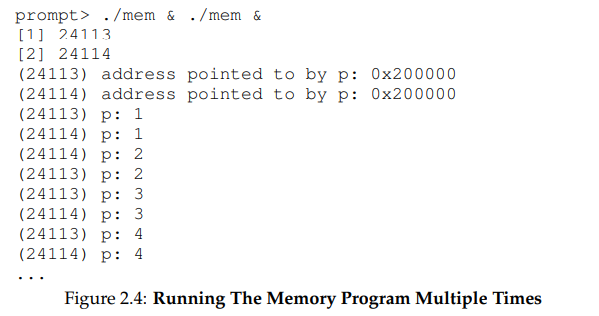 prompt> ./mem & ./mem &
[1] 24113
[2] 24114
(24113) address pointed to by p: 0x200000
(24114) address pointed to by p: 0x200000
(24113) p: 1
(24114) p: 1
(24114) p: 2
(24113) p: 2
(24113) p: 3
(24114) p: 3
(24113) p: 4
(24114) p: 4
...
Figure 2.4: Running The Memory Program Multiple Times